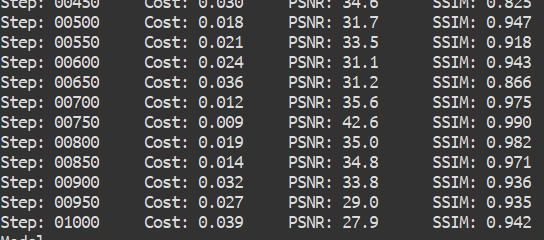 Step: 00450 Cost: 0.030 PSNR: 34.6 SSIM: 0.825
Step: 00500 Cost: 0.018 PSNR: 31.7 SSIM: 0.947
Step: 00550 Cost: 0.021 PSNR: 33.5 SSIM: 0.918
Step: 00600 Cost: 0.024 PSNR: 31.1 SSIM: 0.943
Step: 00650 Cost: 0.036 PSNR: 31.2 SSIM: 0.866
Step: 00700 Cost: 0.012 PSNR: 35.6 SSIM: 0.975
Step: 00750 Cost: 0.009 PSNR: 42.6 SSIM: 0.990
Step: 00800 Cost: 0.019 PSNR: 35.0 SSIM: 0.982
Step: 00850 Cost: 0.014 PSNR: 34.8 SSIM: 0.971
Step: 00900 Cost: 0.032 PSNR: 33.8 SSIM: 0.936
Step: 00950 Cost: 0.027 PSNR: 29.0 SSIM: 0.935
Step: 01000 Cost: 0.039 PSNR: 27.9 SSIM: 0.942
Model